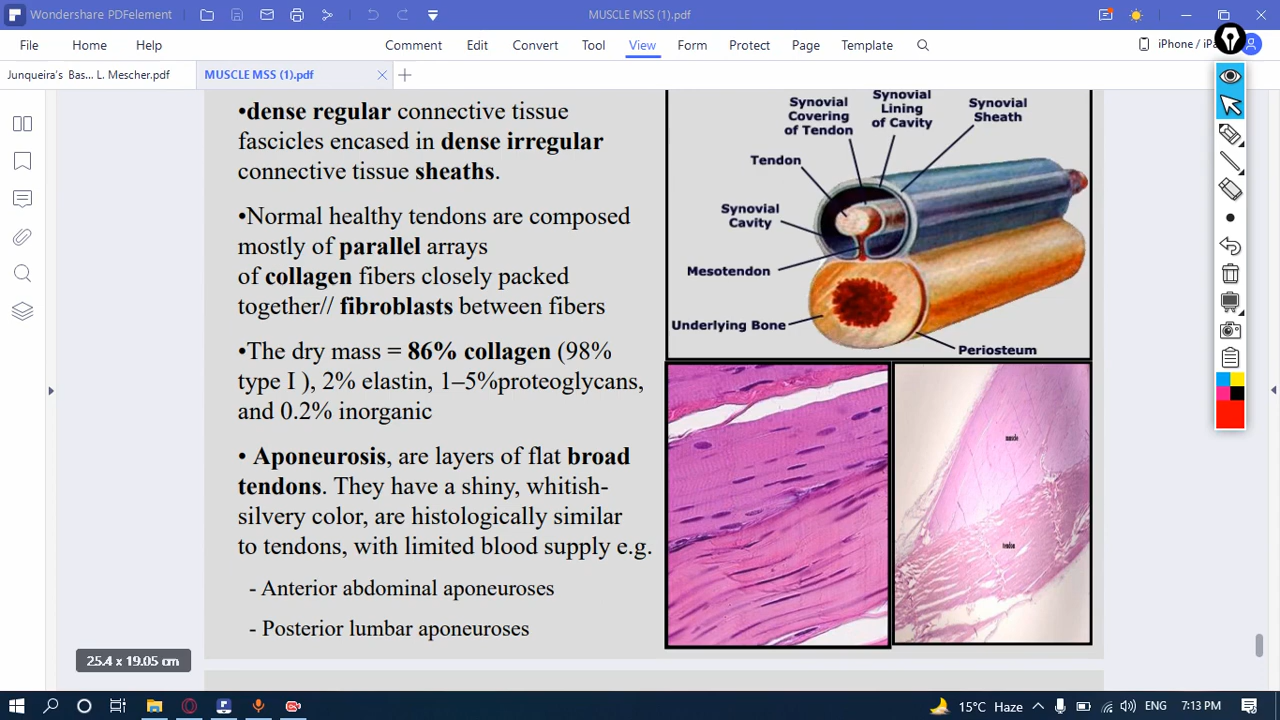 Wondershare PDFelement
MUSCLE MSS (1).pdf
File Home Help
Comment Edit Convert Tool View Form Protect Page Template
iPhone / iPa
Junqueira's Bas... L. Mescher.pdf
MUSCLE MSS (1).pdf
•dense regular connective tissue
fascicles encased in dense irregular
connective tissue sheaths.
•Normal healthy tendons are composed
mostly of parallel arrays
of collagen fibers closely packed
together// fibroblasts between fibers
•The dry mass = 86% collagen (98%
type I ), 2% elastin, 1–5%proteoglycans,
and 0.2% inorganic
• Aponeurosis, are layers of flat broad
tendons. They have a shiny, whitish-
silvery color, are histologically similar
to tendons, with limited blood supply e.g.
- Anterior abdominal aponeuroses
- Posterior lumbar aponeuroses
Synovial
Covering
of Tendon
Synovial
Lining
of Cavity
Synovial
Sheath
Tendon
Synovial
Cavity
Mesotendon
Underlying Bone
Periosteum
muscle
tendon
25.4 x 19.05 cm
15°C Haze
ENG
7:13 PM